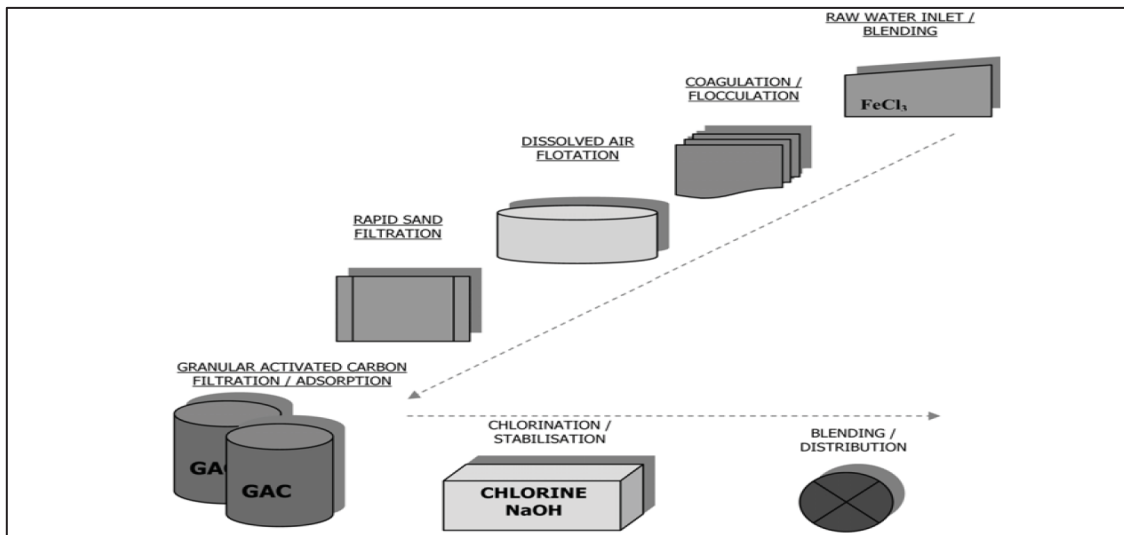 RAW WATER INLET /
BLENDING
FeCl₃
COAGULATION /
FLOCCULATION
DISSOLVED AIR
FLOTATION
RAPID SAND
FILTRATION
GRANULAR ACTIVATED CARBON
FILTRATION / ADSORPTION
GAC
GAC
CHLORINATION /
STABILISATION
CHLORINE
NaOH
BLENDING /
DISTRIBUTION